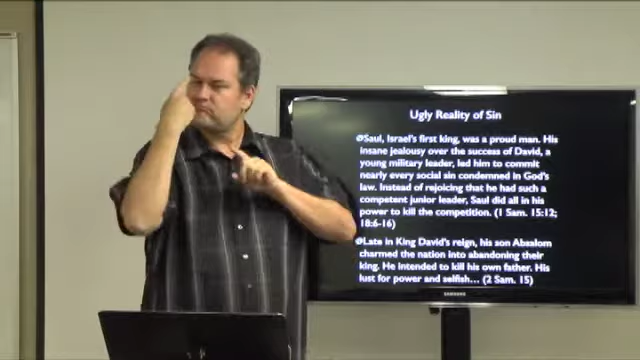 Ugly Reality of Sin
Saul, Israel's first king, was a proud man. His
insane jealousy over the success of David, a
young military leader, led him to commit
nearly every social sin condemned in God's
law. Instead of rejoicing that he had such a
competent junior leader, Saul did all in his
power to kill the competition. (1 Sam. 15:12;
18:6-16)
Late in King David's reign, his son Absalom
charmed the nation into abandoning their
king. He intended to kill his own father. His
lust for power and selfish... (2 Sam. 15)
SAMSUNG